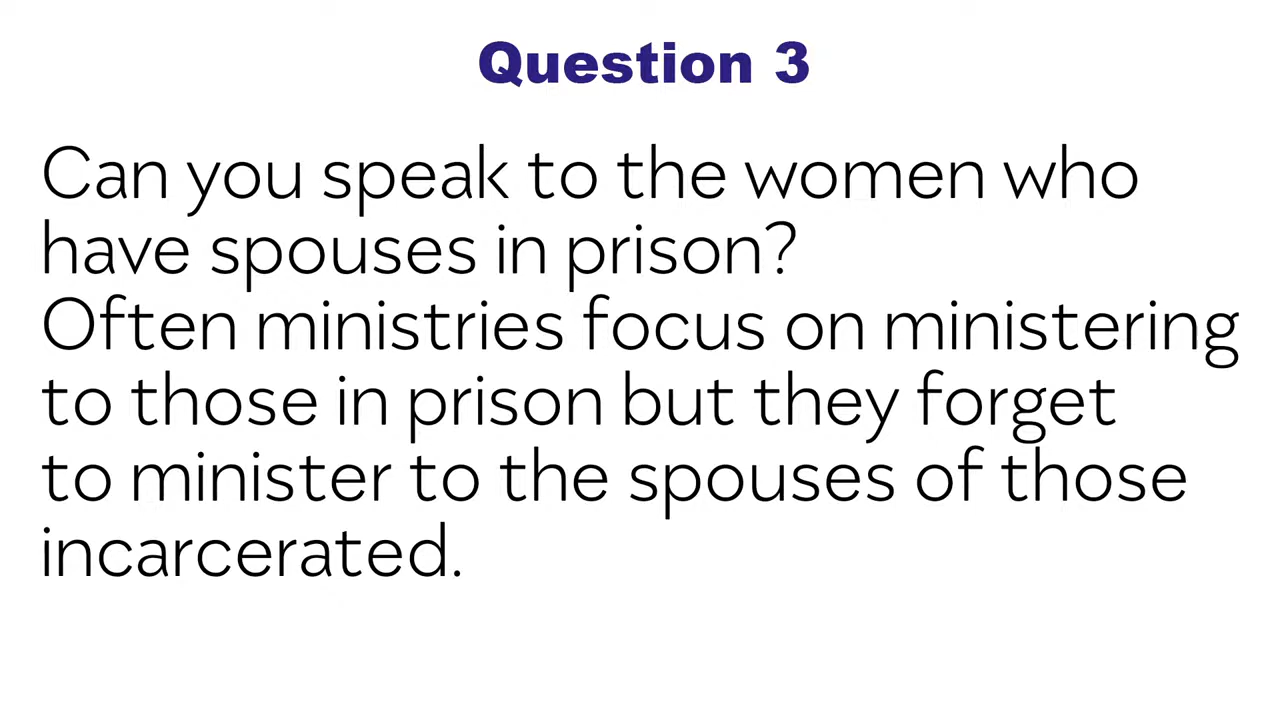 Question 3
Can you speak to the women who
have spouses in prison?
Often ministries focus on ministering
to those in prison but they forget
to minister to the spouses of those
incarcerated.